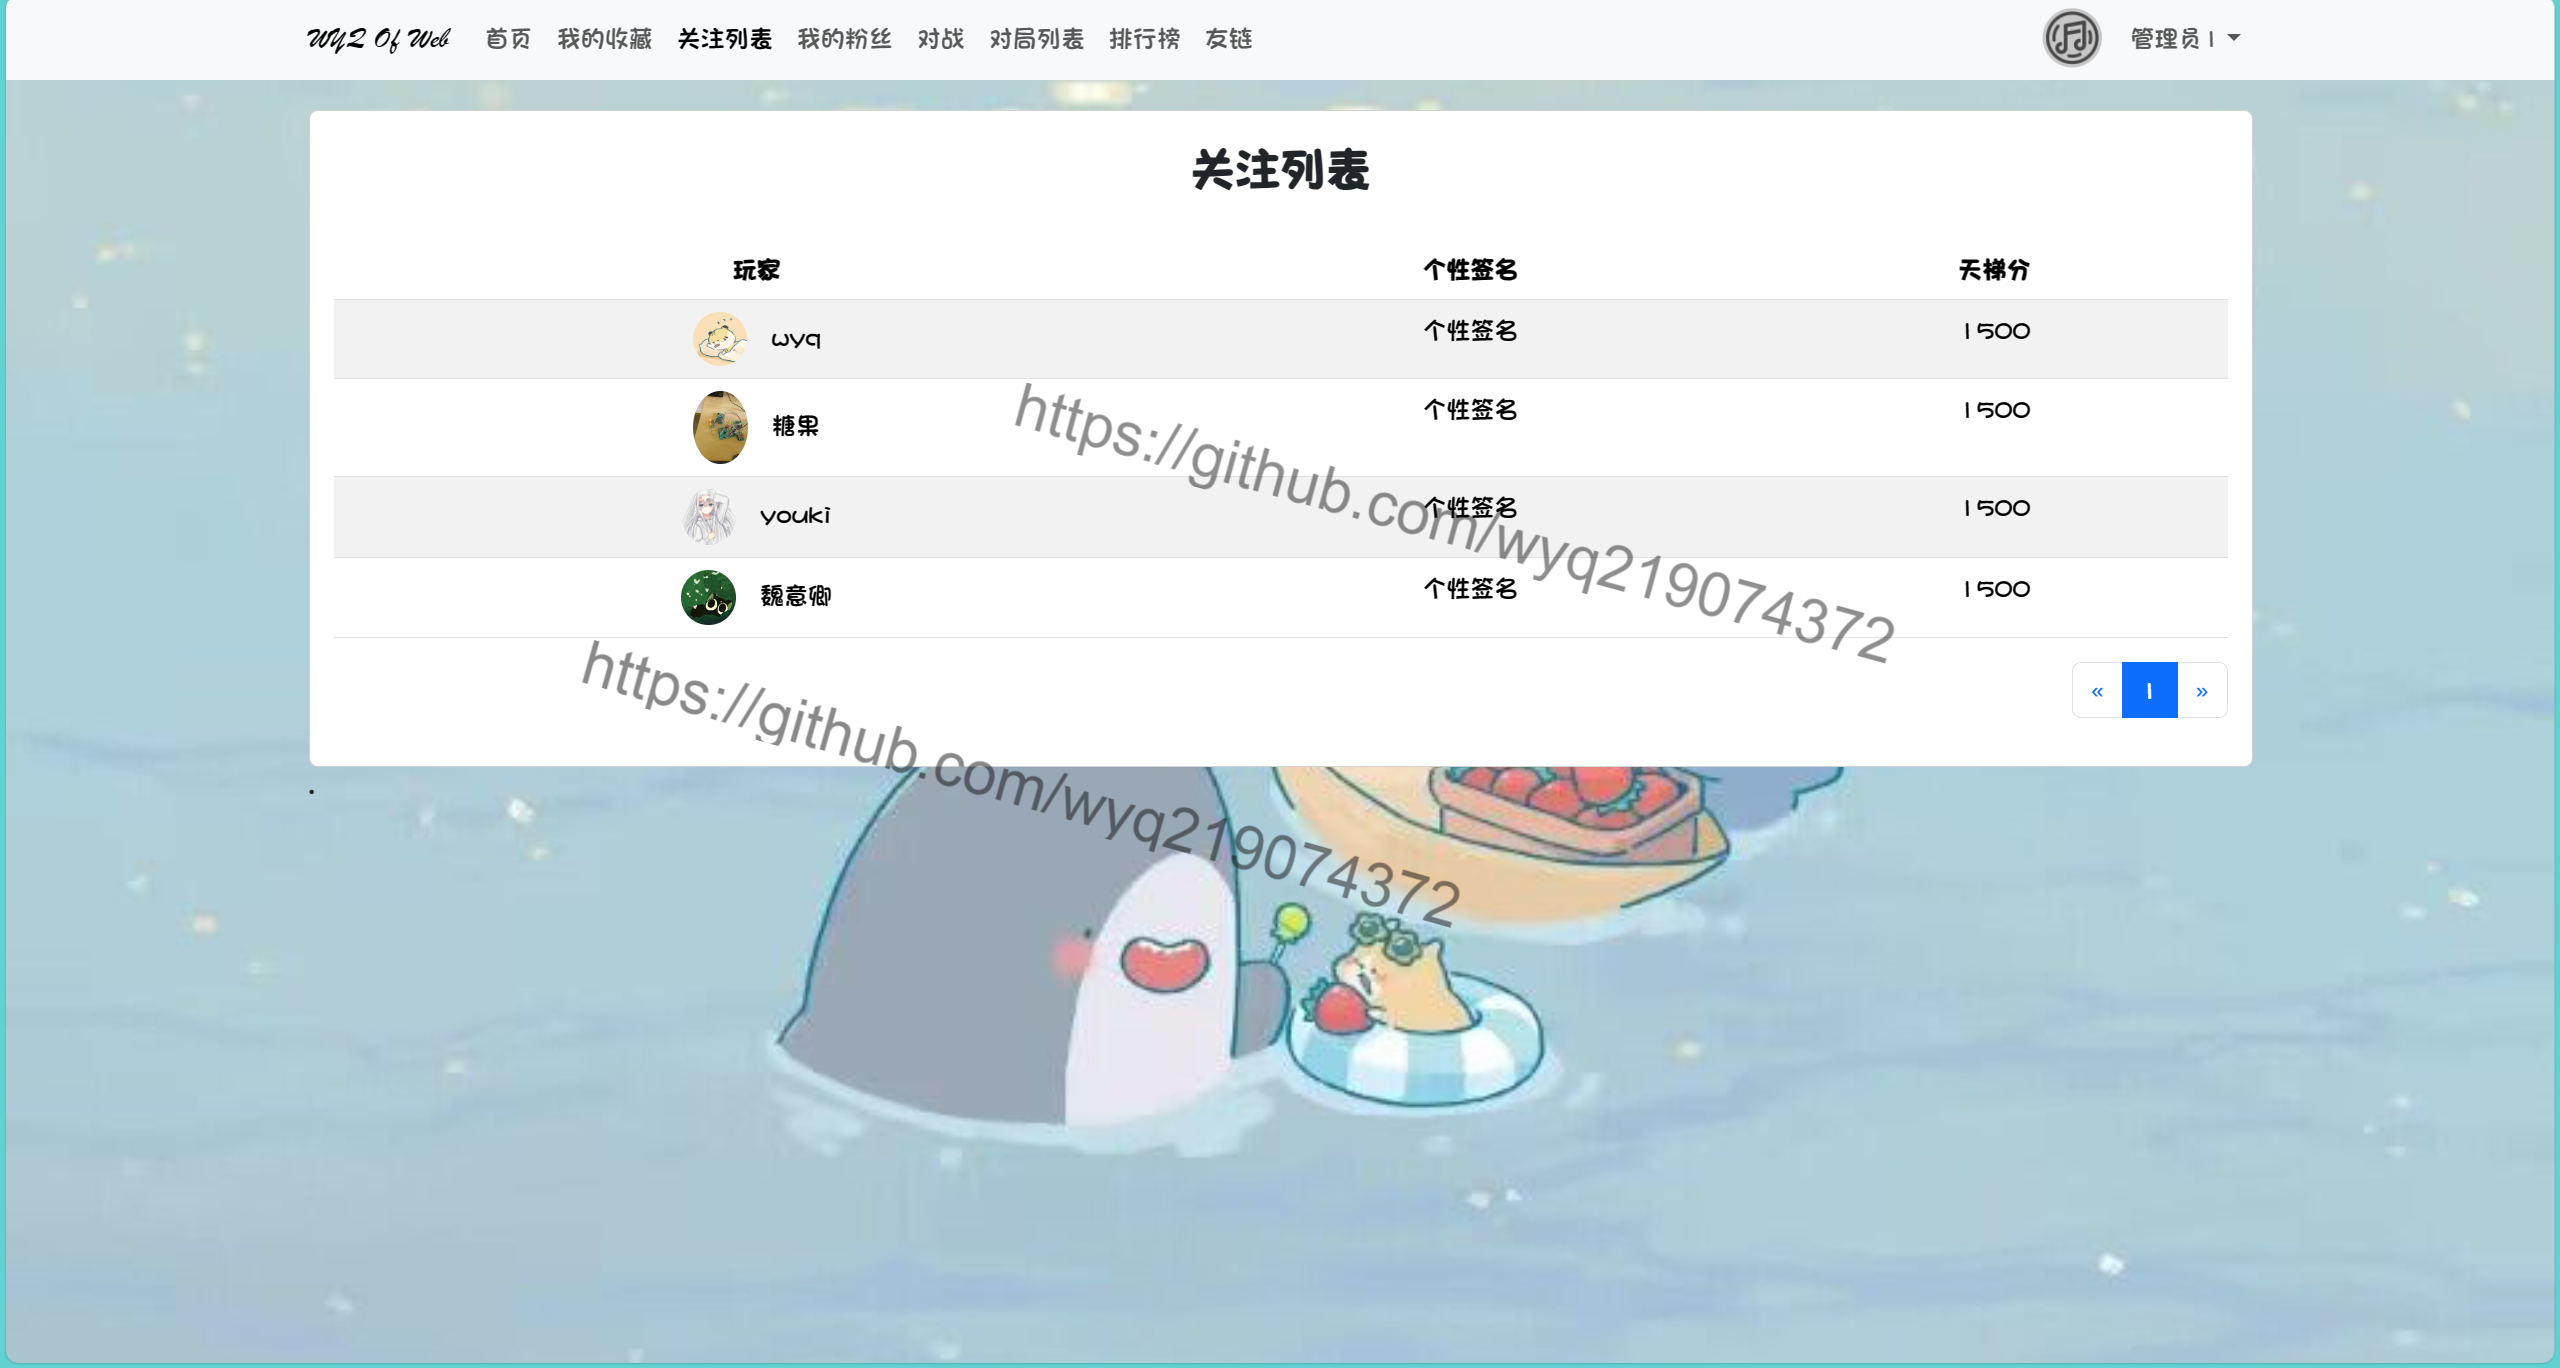 WYQ Of Web 首页 我的收藏 关注列表 我的粉丝 对战 对局列表 排行榜 友链 管理员1
关注列表
玩家 个性签名 天梯分
wyq 个性签名 1500
糖果 个性签名 1500
youki 个性签名 1500
魏意卿 个性签名 1500
https://github.com/wyq219074372
« 1 »
https://github.com/wyq219074372